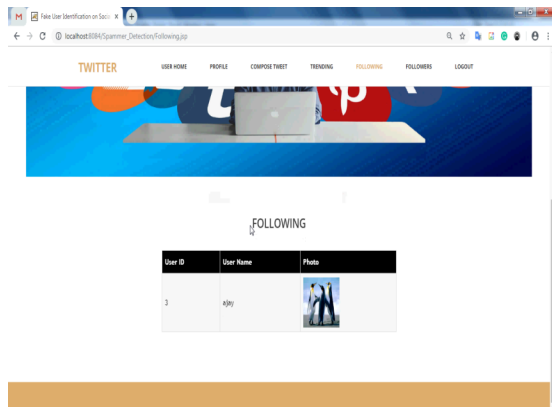 M Fake User Identification on Socia x
localhost:8084/Spammer_Detection/Following.jsp
TWITTER USER HOME PROFILE COMPOSE TWEET TRENDING FOLLOWING FOLLOWERS LOGOUT
FOLLOWING
User ID User Name Photo
3 ajay